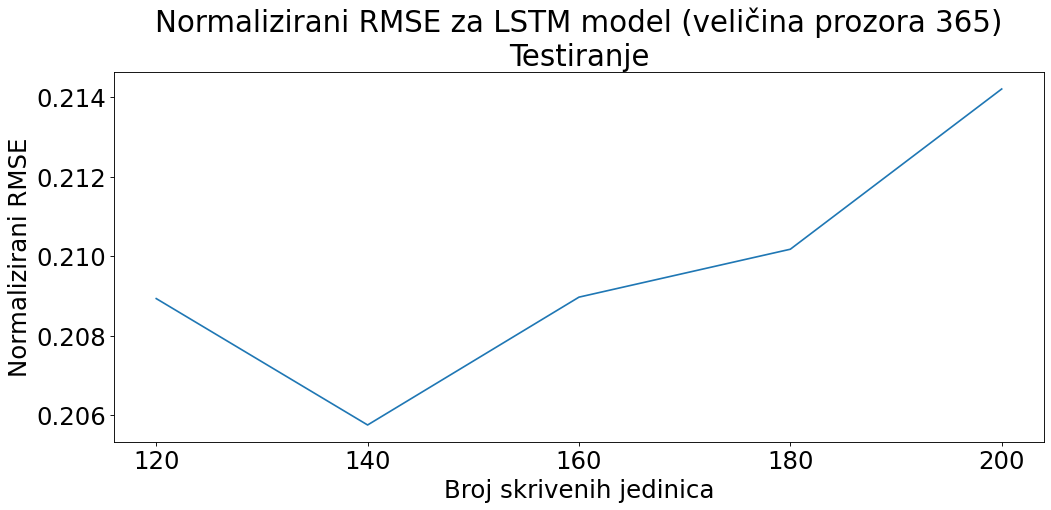 Normalizirani RMSE za LSTM model (veličina prozora 365)
Testiranje
Normalizirani RMSE
0.214
0.212
0.210
0.208
0.206
120 140 160 180 200
Broj skrivenih jedinica